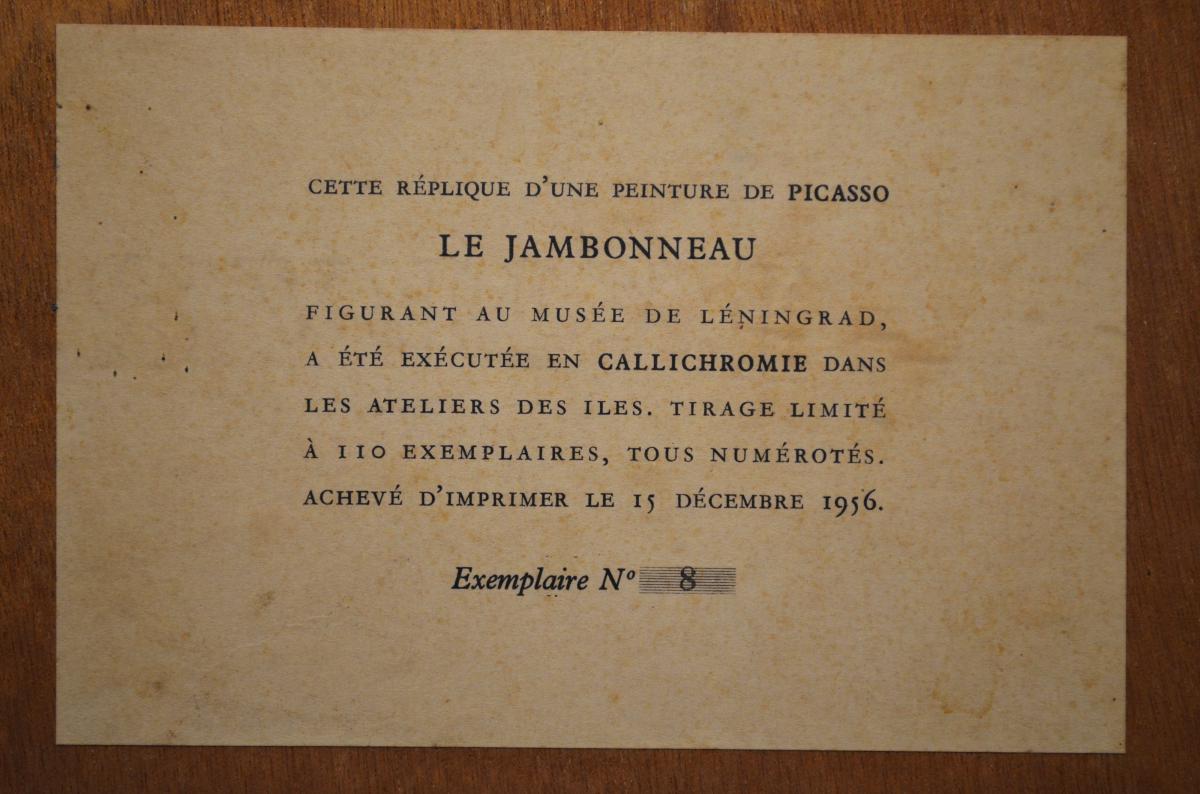 CETTE RÉPLIQUE D'UNE PEINTURE DE PICASSO
LE JAMBONNEAU
FIGURANT AU MUSÉE DE LÉNINGRAD,
A ÉTÉ EXÉCUTÉE EN CALLICHROMIE DANS
LES ATELIERS DES ILES. TIRAGE LIMITÉ
À 110 EXEMPLAIRES, TOUS NUMÉROTÉS.
ACHEVÉ D'IMPRIMER LE 15 DÉCEMBRE 1956.
Exemplaire Nº 8